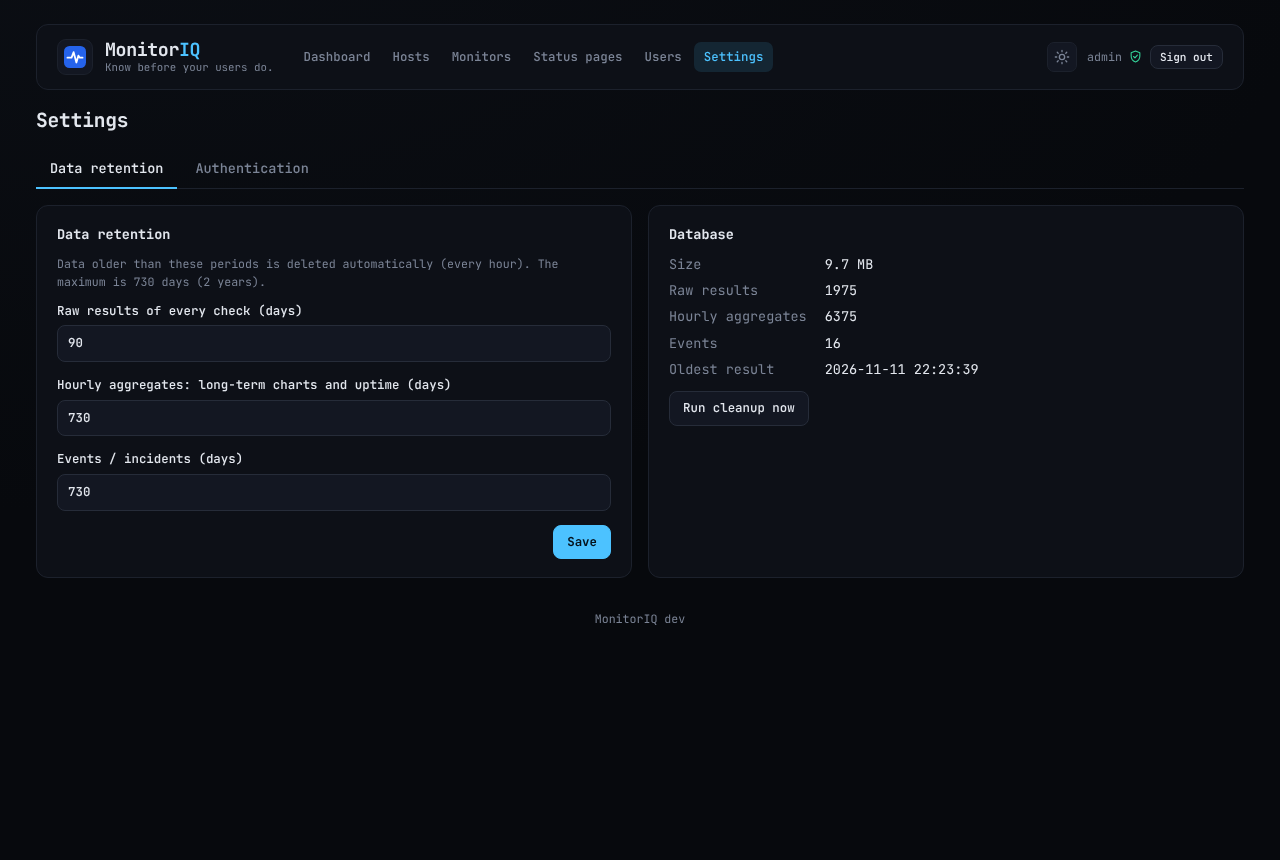 MonitorIQ
Know before your users do.
Dashboard Hosts Monitors Status pages Users Settings
admin Sign out
Settings
Data retention Authentication
Data retention
Data older than these periods is deleted automatically (every hour). The
maximum is 730 days (2 years).
Raw results of every check (days)
90
Hourly aggregates: long-term charts and uptime (days)
730
Events / incidents (days)
730
Save
Database
Size 9.7 MB
Raw results 1975
Hourly aggregates 6375
Events 16
Oldest result 2026-11-11 22:23:39
Run cleanup now
MonitorIQ dev